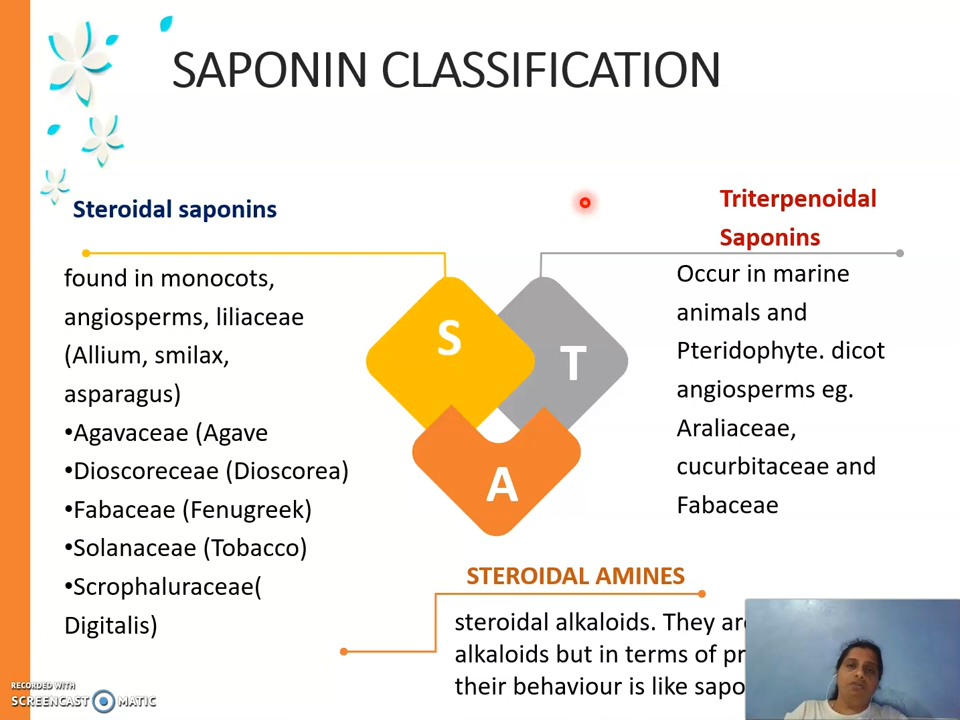 SAPONIN CLASSIFICATION
Steroidal saponins
found in monocots,
angiosperms, liliaceae
(Allium, smilax,
asparagus)
•Agavaceae (Agave
•Dioscoreceae (Dioscorea)
•Fabaceae (Fenugreek)
•Solanaceae (Tobacco)
•Scrophaluraceae(
Digitalis)
S
T
A
Triterpenoidal
Saponins
Occur in marine
animals and
Pteridophyte. dicot
angiosperms eg.
Araliaceae,
cucurbitaceae and
Fabaceae
STEROIDAL AMINES
steroidal alkaloids. They are
alkaloids but in terms of
their behaviour is like
RECORDED WITH
SCREENCAST MATIC